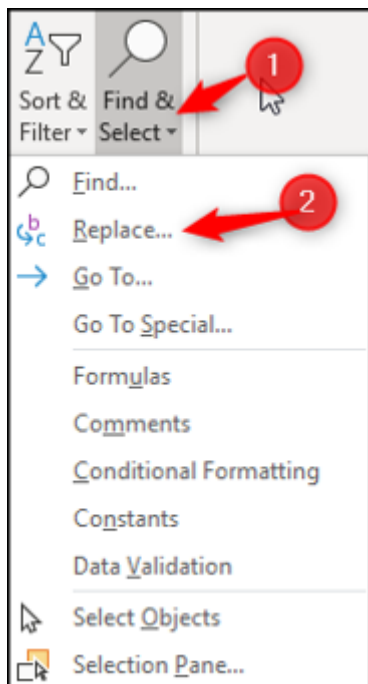 A
Z
Sort & Find &
Filter Select
1
Find...
2
b
c
Replace...
Go To...
Go To Special...
Formulas
Comments
Conditional Formatting
Constants
Data Validation
Select Objects
Selection Pane...